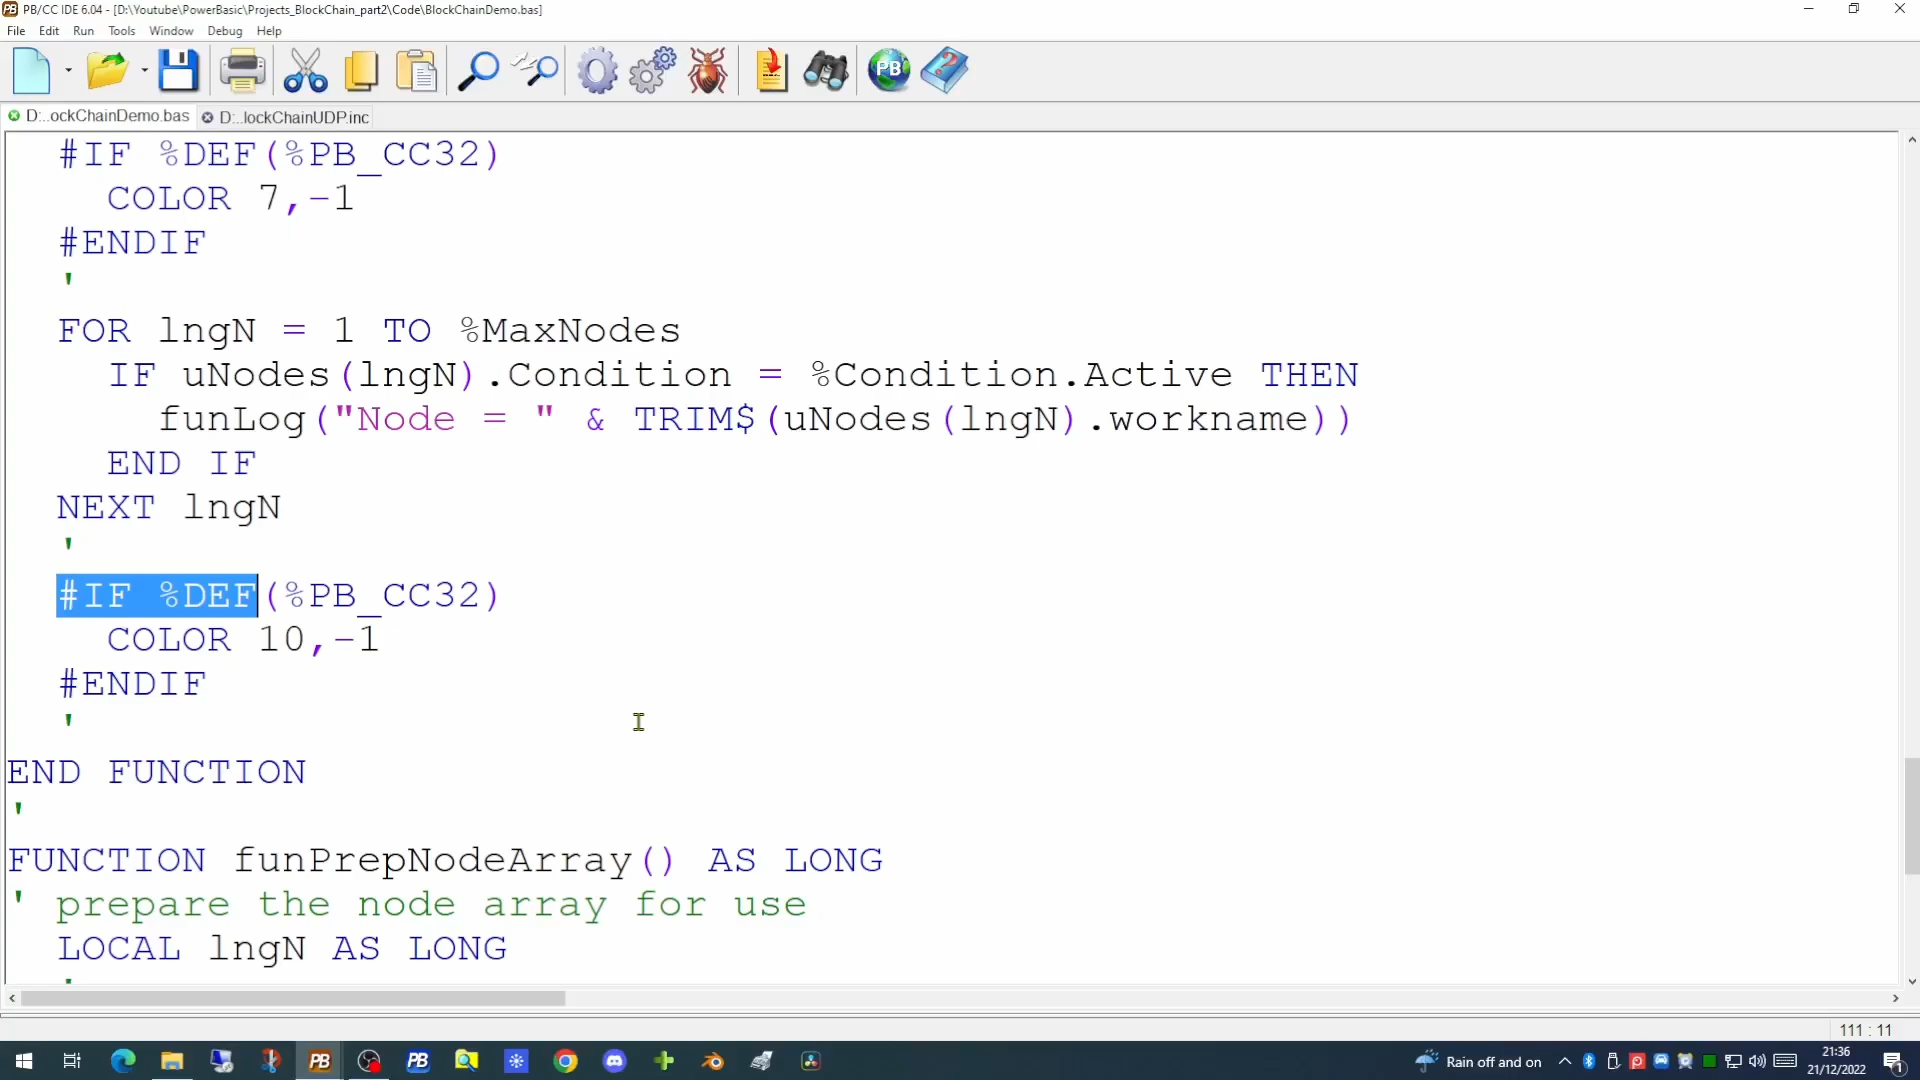 PB/CC IDE 6.04 - [D:\Youtube\PowerBasic\Projects_BlockChain_part2\Code\BlockChainDemo.bas]
File Edit Run Tools Window Debug Help
PB
D:..ockChainDemo.bas D:..lockChainUDP.inc
#IF %DEF(%PB_CC32)
COLOR 7,-1
#ENDIF
'
FOR lngN = 1 TO %MaxNodes
IF uNodes(lngN).Condition = %Condition.Active THEN
funLog("Node = " & TRIM$(uNodes(lngN).workname))
END IF
NEXT lngN
'
#IF %DEF(%PB_CC32)
COLOR 10,-1
#ENDIF
'
END FUNCTION
'
FUNCTION funPrepNodeArray() AS LONG
' prepare the node array for use
LOCAL lngN AS LONG
'
111 : 11
PB PB Rain off and on 21:36
21/12/2022